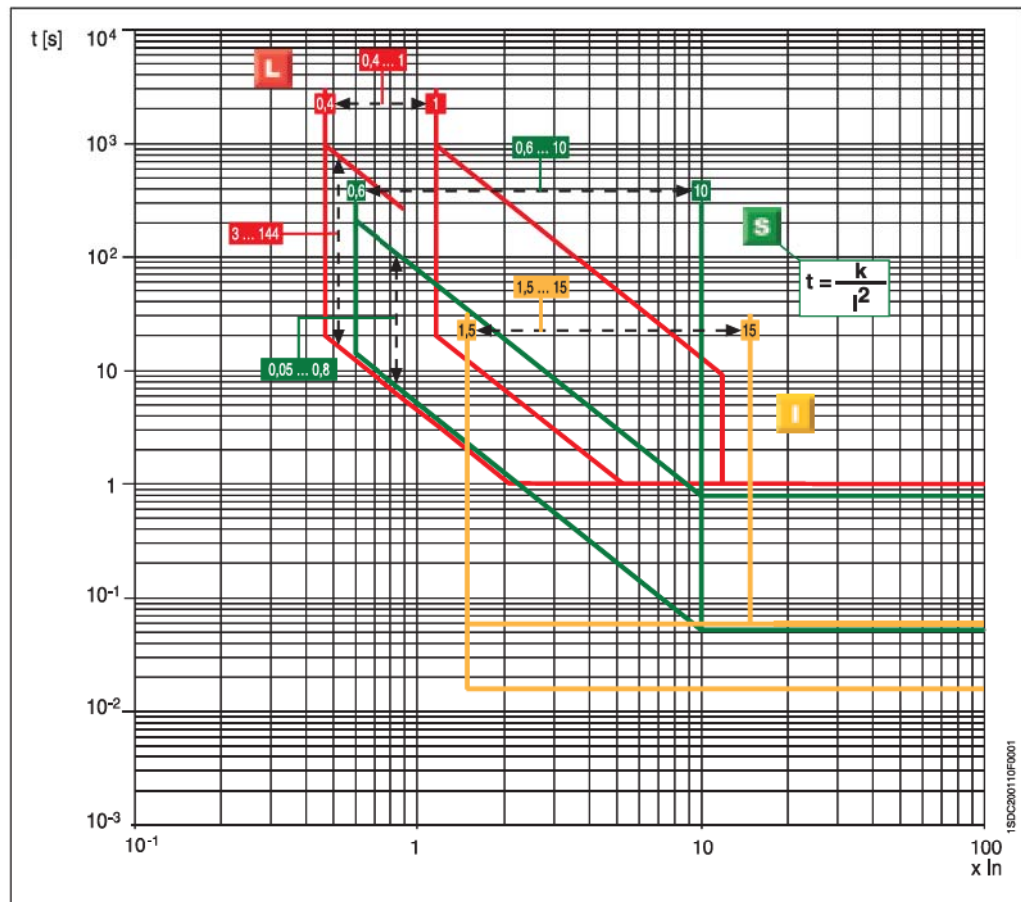 t [s]
10⁴
10³
10²
10
1
10⁻¹
10⁻²
10⁻³
10⁻¹
1
10
100
x In
L
0,4 ... 1
0,4
1
0,6 ... 10
0,6
10
S
t = k / I²
3 ... 144
1,5 ... 15
1,5
15
0,05 ... 0,8
I
1SDC200110F0001